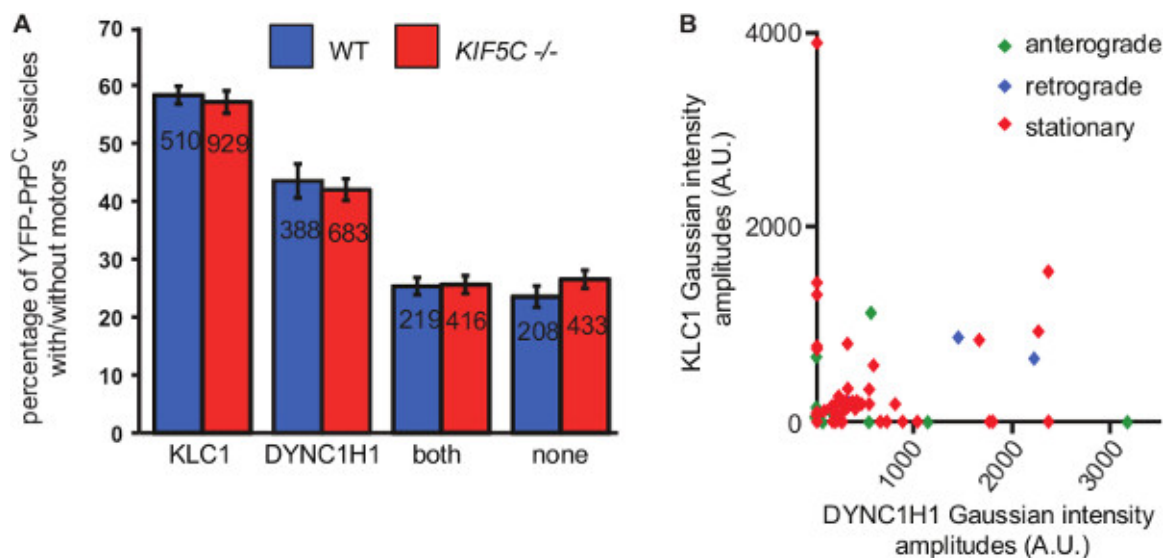 A
percentage of YFP-PrP^C vesicles
with/without motors
70
60
50
40
30
20
10
0
WT
KIF5C -/-
510
929
388
683
219
416
208
433
KLC1
DYNC1H1
both
none
B
KLC1 Gaussian intensity
amplitudes (A.U.)
4000
2000
0
anterograde
retrograde
stationary
1000
2000
3000
DYNC1H1 Gaussian intensity
amplitudes (A.U.)